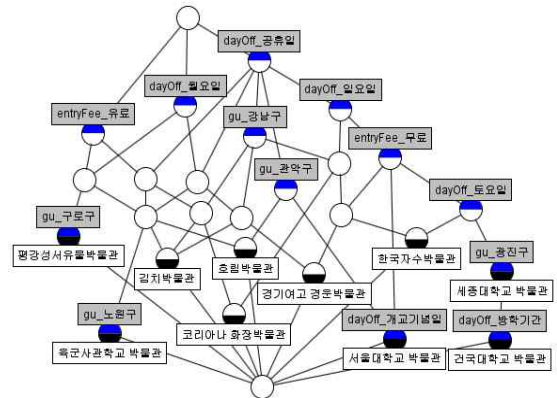 dayOff_공휴일
dayOff_월요일
dayOff_일요일
entryFee_유료
gu_강남구
entryFee_무료
gu_관악구
dayOff_토요일
gu_구로구
평강성서유물박물관
김치박물관
호림박물관
한국자수박물관
gu_광진구
세종대학교 박물관
경기여고 경운박물관
gu_노원구
육군사관학교 박물관
코리아나 화장박물관
dayOff_개교기념일
서울대학교 박물관
dayOff_방학기간
건국대학교 박물관